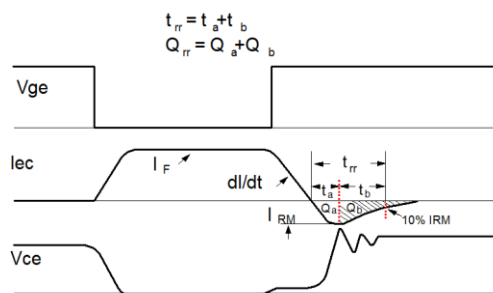 t rr = t a + t b
Q rr = Q a + Q b
Vge
Iec
I F
dI/dt
t rr
t a
t b
Q a
Q b
I RM
10% IRM
Vce